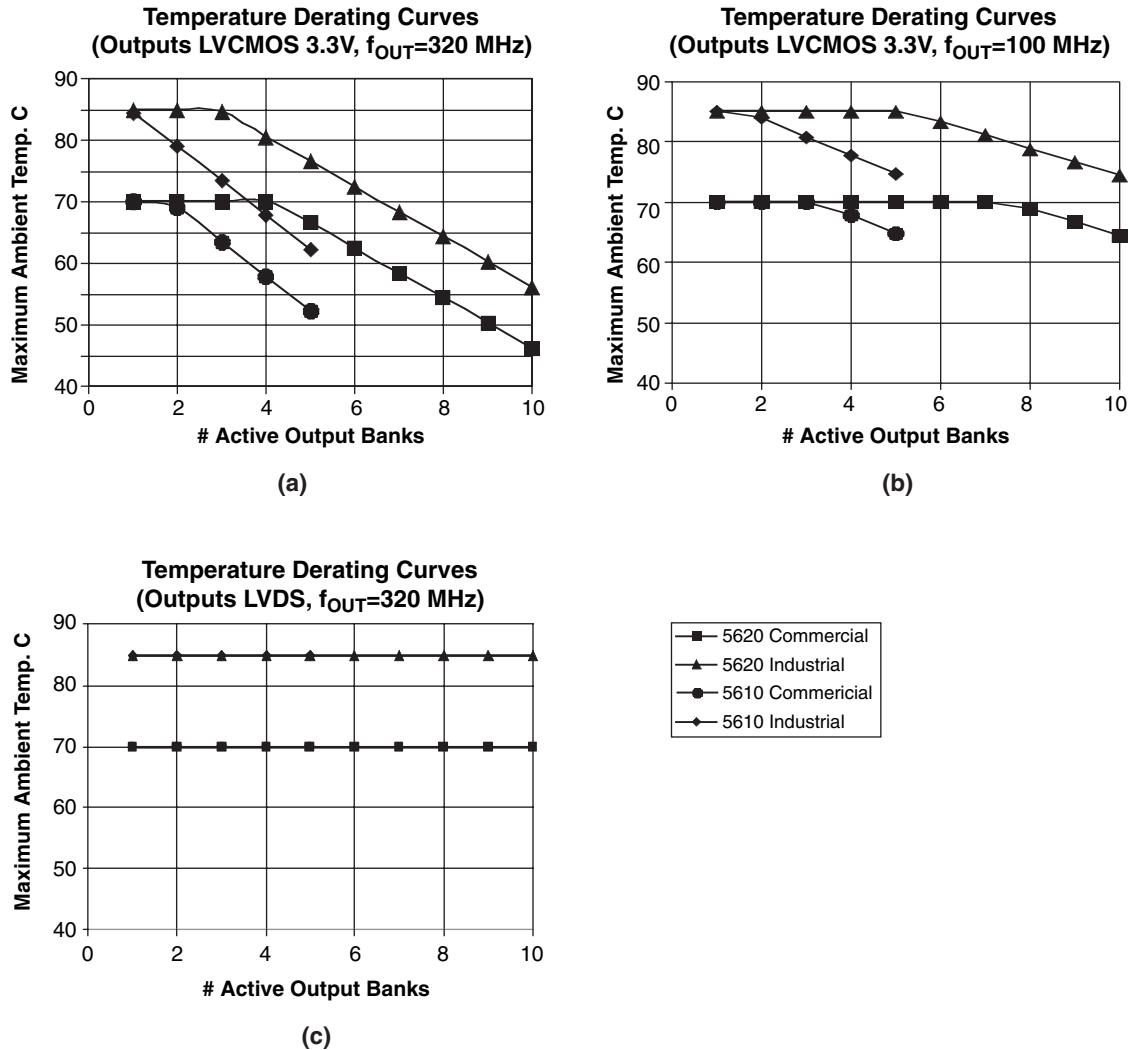 Temperature Derating Curves
(Outputs LVCMOS 3.3V, fOUT=320 MHz)
Maximum Ambient Temp. C
90
80
70
60
50
40
0 2 4 6 8 10
# Active Output Banks
(a)
Temperature Derating Curves
(Outputs LVCMOS 3.3V, fOUT=100 MHz)
Maximum Ambient Temp. C
90
80
70
60
50
40
0 2 4 6 8 10
# Active Output Banks
(b)
Temperature Derating Curves
(Outputs LVDS, fOUT=320 MHz)
Maximum Ambient Temp. C
90
80
70
60
50
40
0 2 4 6 8 10
# Active Output Banks
(c)
5620 Commercial
5620 Industrial
5610 Commericial
5610 Industrial